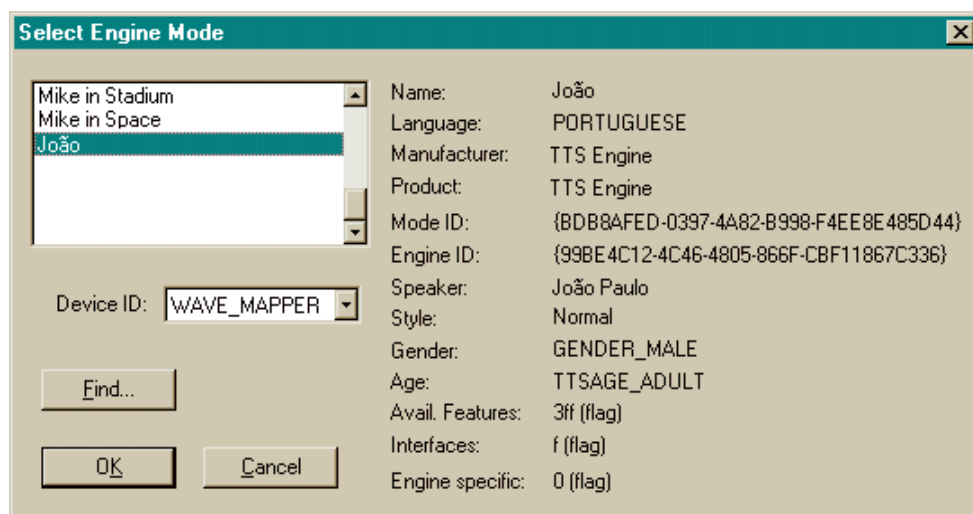 Select Engine Mode
Mike in Stadium
Mike in Space
João
Device ID: WAVE_MAPPER
Find...
OK Cancel
Name: João
Language: PORTUGUESE
Manufacturer: TTS Engine
Product: TTS Engine
Mode ID: {BDB8AFED-0397-4A82-B998-F4EE8E485D44}
Engine ID: {99BE4C12-4C46-4805-866F-CBF11867C336}
Speaker: João Paulo
Style: Normal
Gender: GENDER_MALE
Age: TTSAGE_ADULT
Avail. Features: 3ff (flag)
Interfaces: f (flag)
Engine specific: 0 (flag)